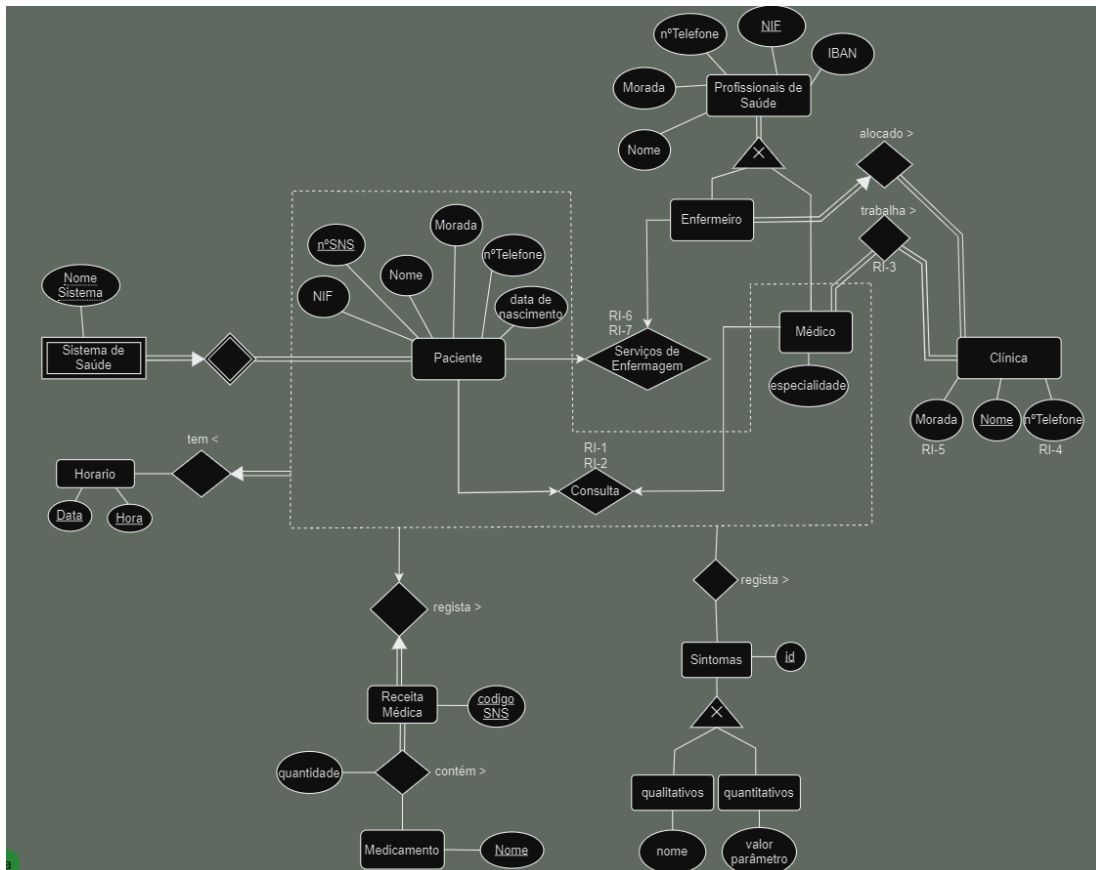 NIF
nºTelefone
IBAN
Profissionais de
Saúde
Morada
Nome
alocado >
Enfermeiro
trabalha >
RI-3
Morada
nºSNS
nºTelefone
Nome
NIF
data de
nascimento
Nome
Sistema
Sistema de
Saúde
Paciente
RI-6
RI-7
Serviços de
Enfermagem
Médico
especialidade
Clínica
Morada
Nome
nºTelefone
RI-5
RI-4
tem <
Horario
Data
Hora
RI-1
RI-2
Consulta
regista >
regista >
Sintomas
id
Receita
Médica
codigo
SNS
quantidade
contém >
qualitativos
quantitativos
Medicamento
Nome
nome
valor
parâmetro
a